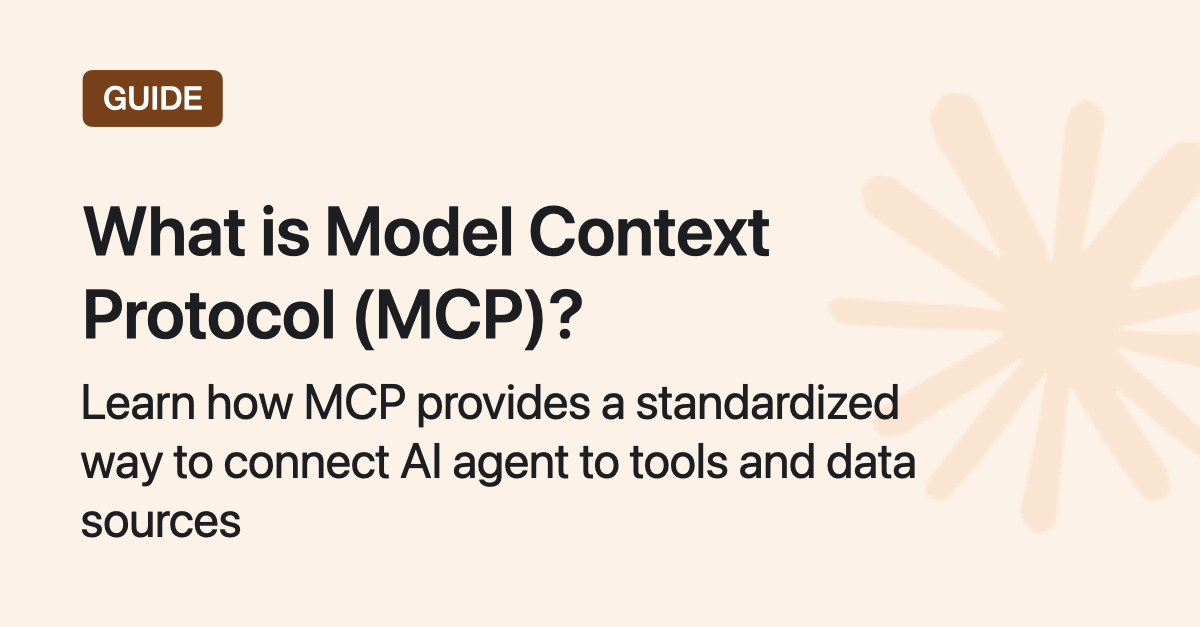 GUIDE
What is Model Context
Protocol (MCP)?
Learn how MCP provides a standardized
way to connect AI agent to tools and data
sources